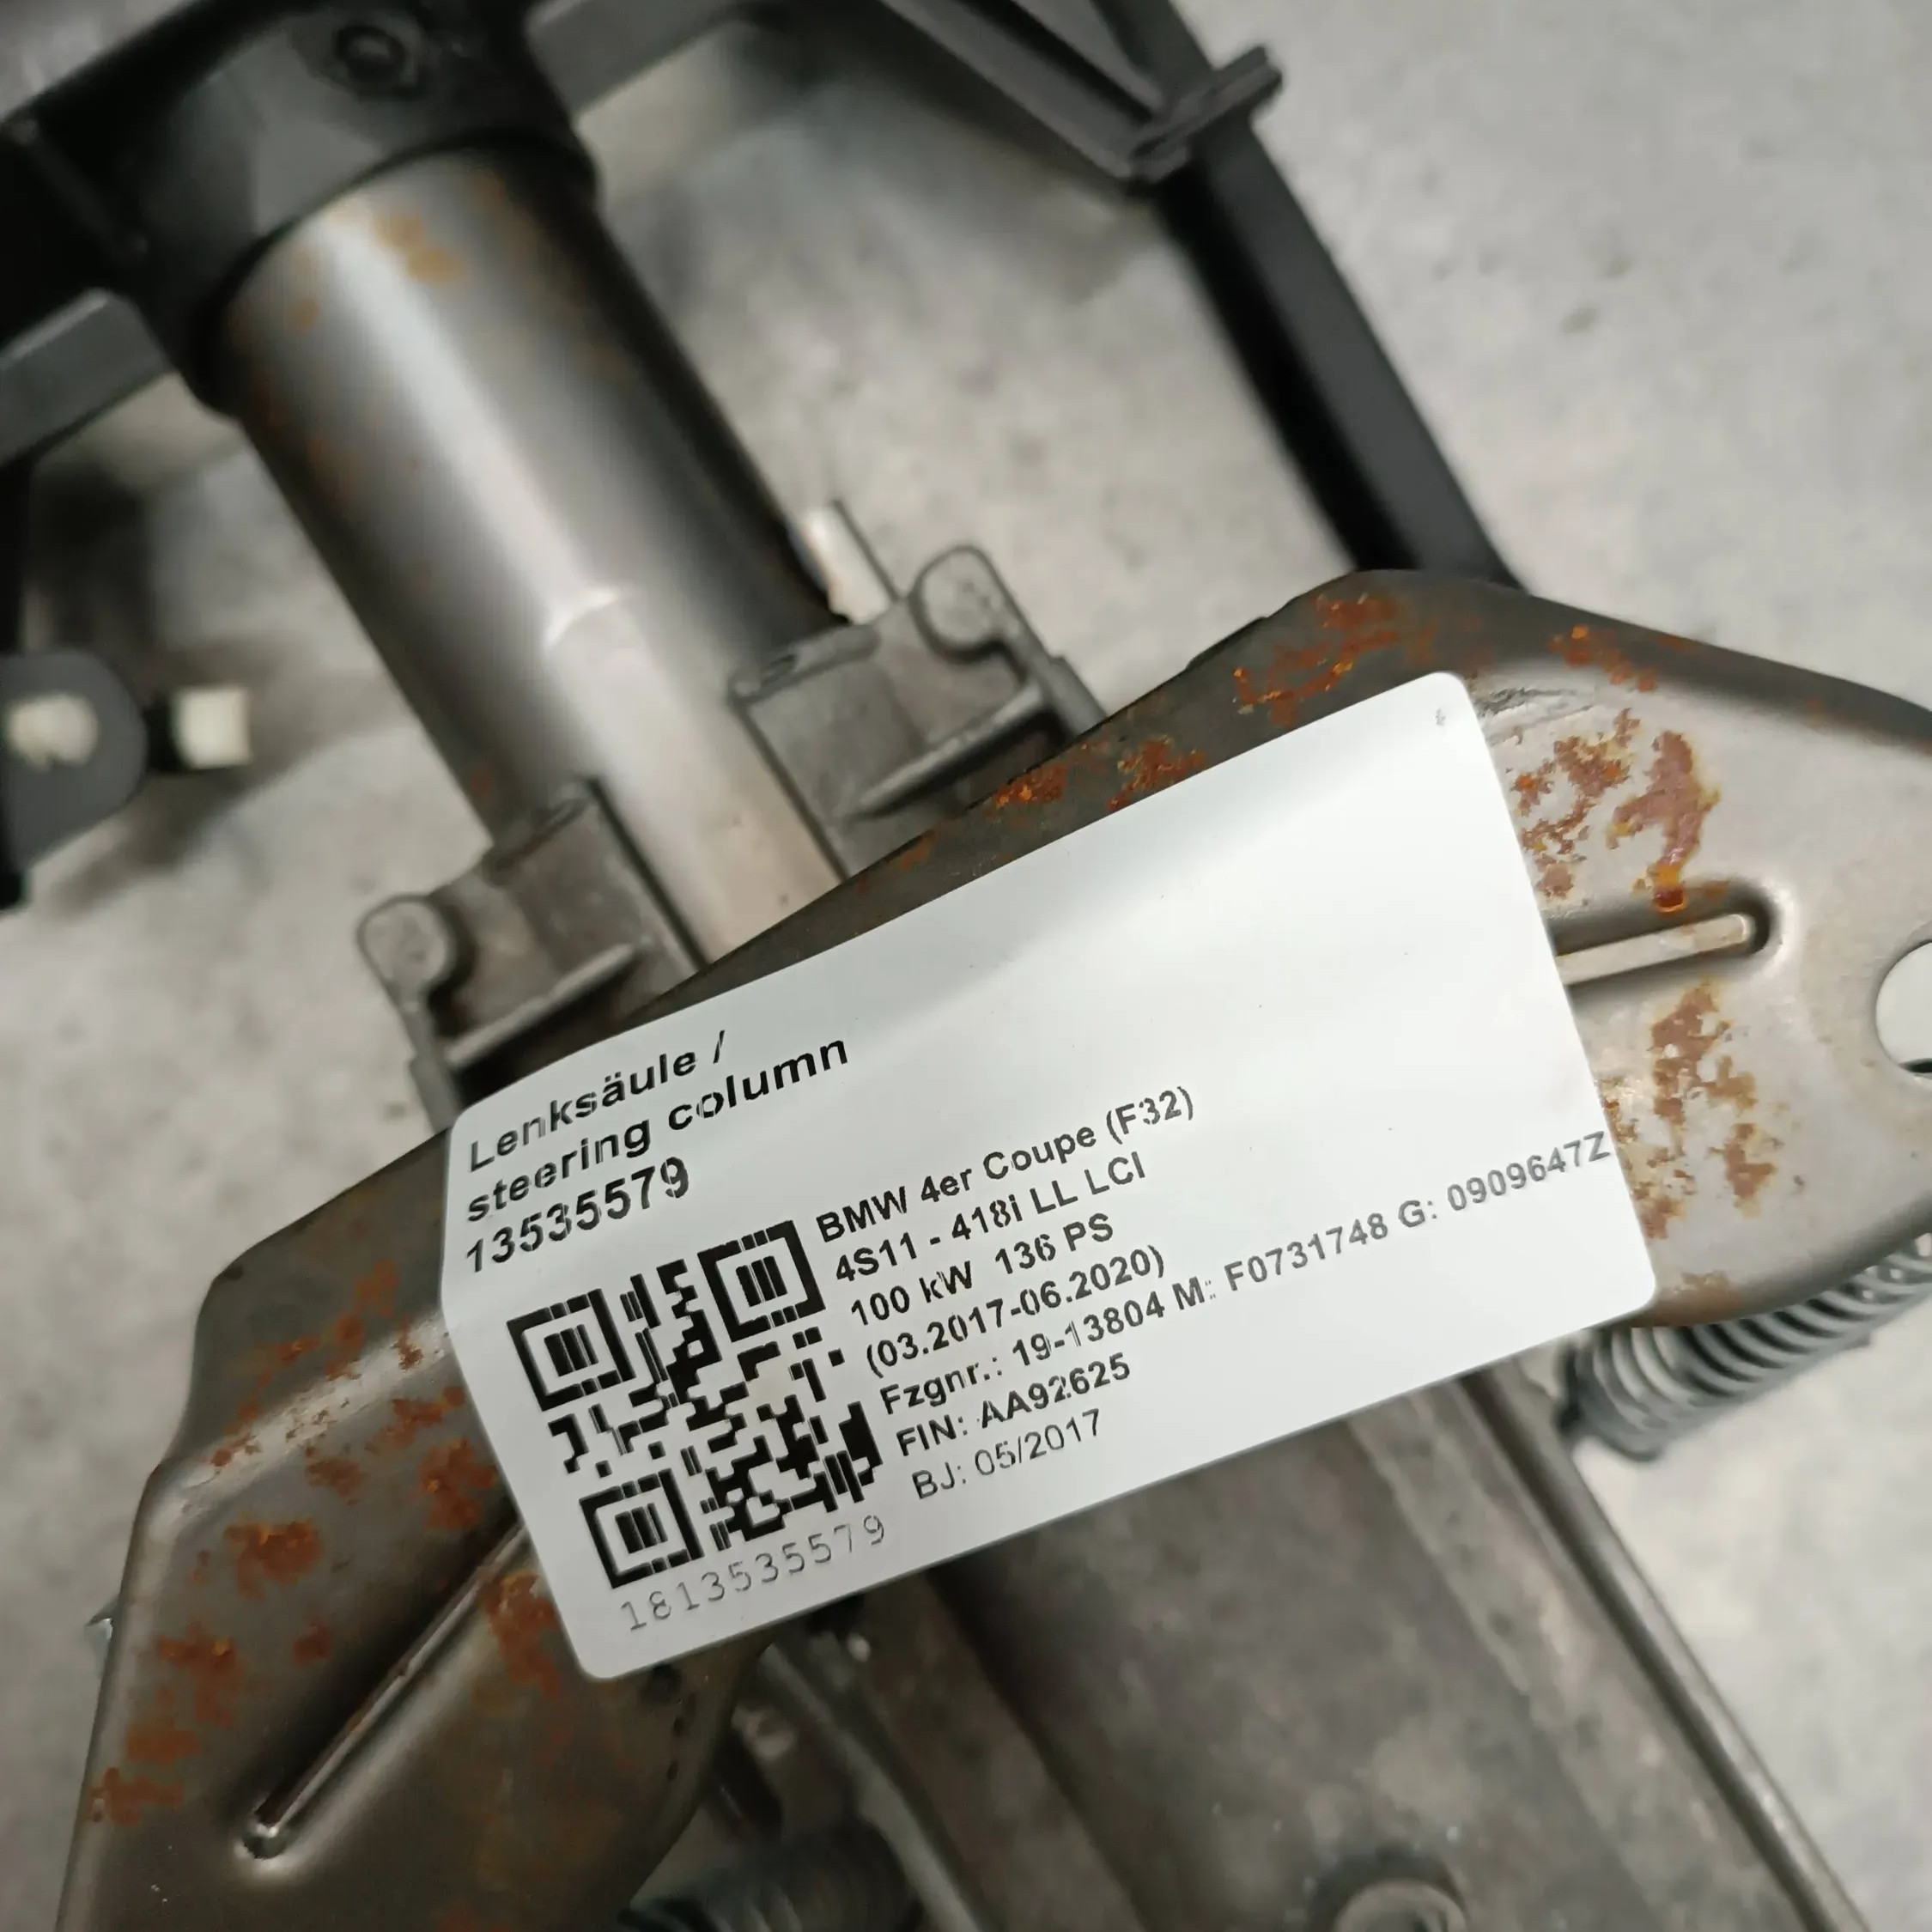 Lenksäule /
steering column
13535579
BMW 4er Coupe (F32)
4S11 - 418i LL LCI
100 kW 136 PS
(03.2017-06.2020)
Fzgnr.: 19-13804 M: F0731748 G: 0909647Z
FIN: AA92625
BJ: 05/2017
1813535579